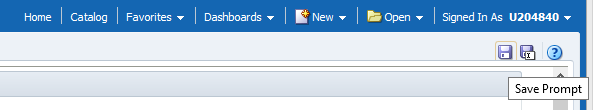 Home Catalog Favorites Dashboards New Open Signed In As U204840
Save Prompt